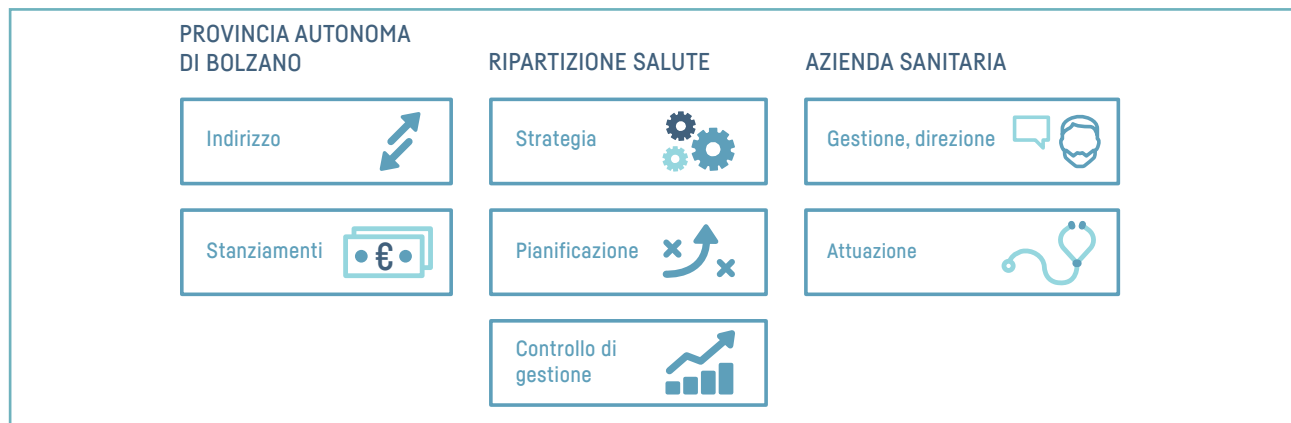 PROVINCIA AUTONOMA
DI BOLZANO
Indirizzo
Stanziamenti
€
RIPARTIZIONE SALUTE
Strategia
Pianificazione
Controllo di
gestione
AZIENDA SANITARIA
Gestione, direzione
Attuazione